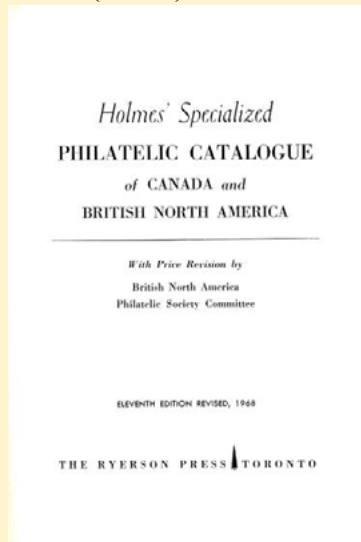 Holmes' Specialized
PHILATELIC CATALOGUE
of CANADA and
BRITISH NORTH AMERICA
With Price Revision by
British North America
Philatelic Society Committee
ELEVENTH EDITION REVISED, 1968
THE RYERSON PRESS TORONTO